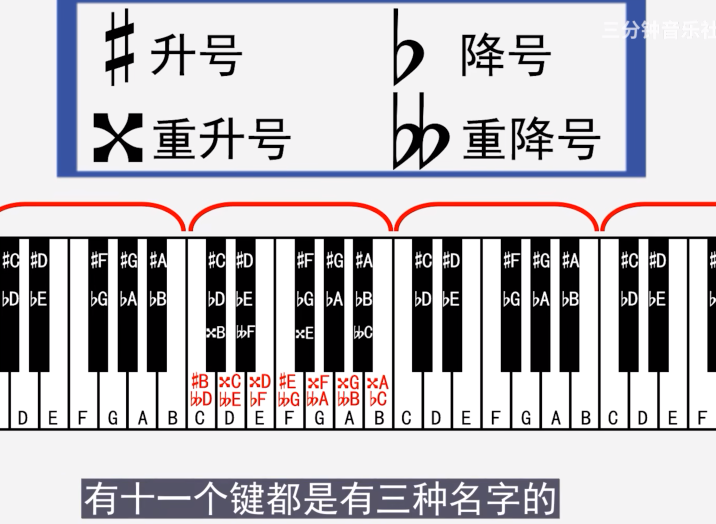 三分钟音乐社
♯ 升号 ♭ 降号
𝄪 重升号 𝄫 重降号
♯C ♯D ♯F ♯G ♯A ♯C ♯D ♯F ♯G ♯A ♯C ♯D ♯F ♯G ♯A ♯C ♯D
♭D ♭E ♭G ♭A ♭B ♭D ♭E ♭G ♭A ♭B ♭D ♭E ♭G ♭A ♭B ♭D ♭E
𝄪B 𝄫F 𝄪E 𝄫C
♯B 𝄪C 𝄪D ♯E 𝄪F 𝄪G 𝄪A
𝄫D 𝄫E ♭F 𝄫G 𝄫A 𝄫B ♭C
D E F G A B C D E F G A B C D E F G A B C D E F
有十一个键都是有三种名字的